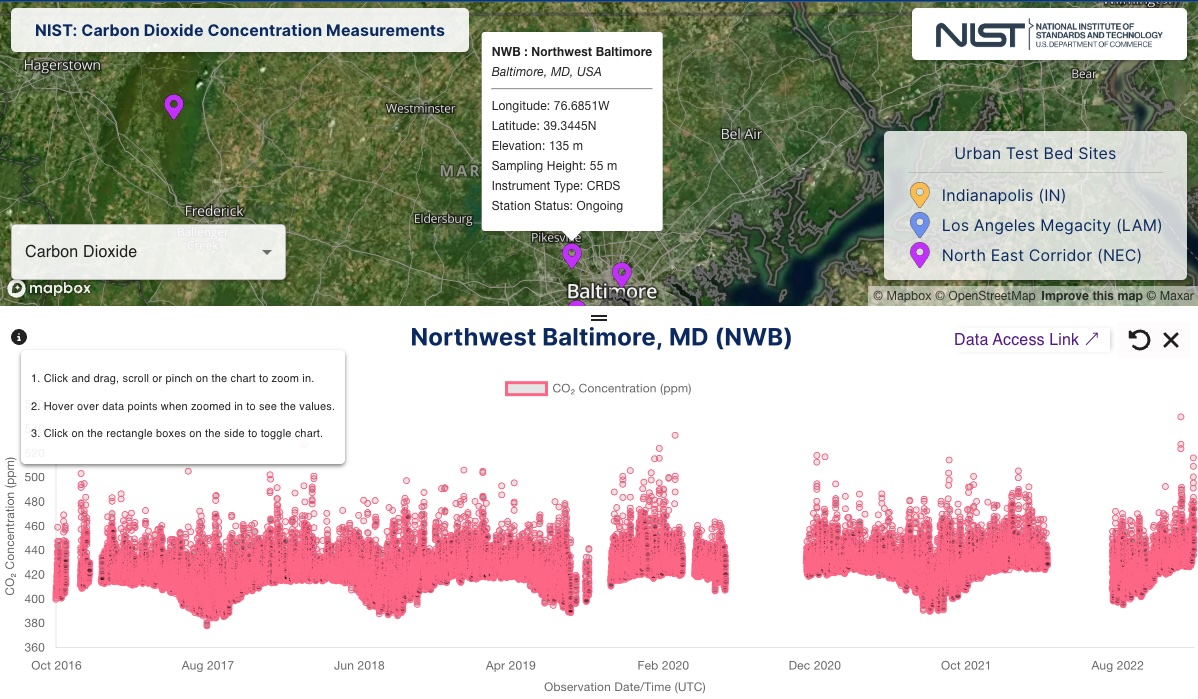 NIST: Carbon Dioxide Concentration Measurements
NIST
NATIONAL INSTITUTE OF
STANDARDS AND TECHNOLOGY
U.S. DEPARTMENT OF COMMERCE
Hagerstown
Westminster
Bel Air
Bear
MAR
Frederick
Eldersburg
Pikesville
Baltimore
NWB : Northwest Baltimore
Baltimore, MD, USA
Longitude: 76.6851W
Latitude: 39.3445N
Elevation: 135 m
Sampling Height: 55 m
Instrument Type: CRDS
Station Status: Ongoing
Urban Test Bed Sites
Indianapolis (IN)
Los Angeles Megacity (LAM)
North East Corridor (NEC)
Carbon Dioxide
mapbox
© Mapbox © OpenStreetMap Improve this map © Maxar
Northwest Baltimore, MD (NWB)
Data Access Link ↗
1. Click and drag, scroll or pinch on the chart to zoom in.
2. Hover over data points when zoomed in to see the values.
3. Click on the rectangle boxes on the side to toggle chart.
CO₂ Concentration (ppm)
CO₂ Concentration (ppm)
520
500
480
460
440
420
400
380
360
Oct 2016
Aug 2017
Jun 2018
Apr 2019
Feb 2020
Dec 2020
Oct 2021
Aug 2022
Observation Date/Time (UTC)